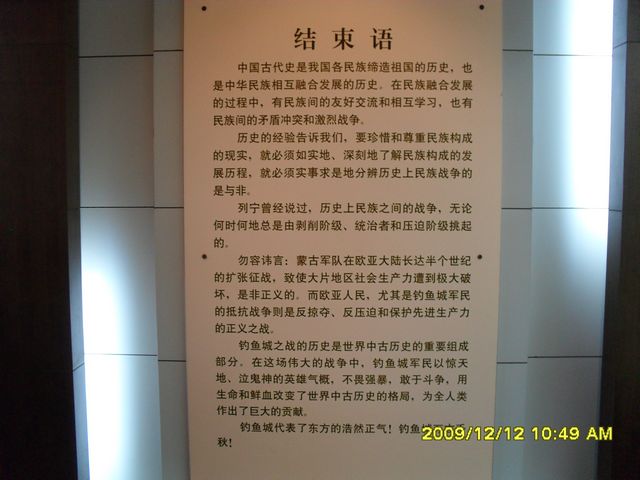 结束语
中国古代史是我国各民族缔造祖国的历史，也
是中华民族相互融合发展的历史。在民族融合发展
的过程中，有民族间的友好交流和相互学习，也有
民族间的矛盾冲突和激烈战争。
历史的经验告诉我们，要珍惜和尊重民族构成
的现实，就必须如实地、深刻地了解民族构成的发
展历程，就必须实事求是地分辨历史上民族战争的
是与非。
列宁曾经说过，历史上民族之间的战争，无论
何时何地总是由剥削阶级、统治者和压迫阶级挑起
的。
勿容讳言：蒙古军队在欧亚大陆长达半个世纪
的扩张征战，致使大片地区社会生产力遭到极大破
坏，是非正义的。而欧亚人民，尤其是钓鱼城军民
的抵抗战争则是反掠夺、反压迫和保护先进生产力
的正义之战。
钓鱼城之战的历史是世界中古历史的重要组成
部分。在这场伟大的战争中，钓鱼城军民以惊天
地、泣鬼神的英雄气概，不畏强暴，敢于斗争，用
生命和鲜血改变了世界中古历史的格局，为全人类
作出了巨大的贡献。
钓鱼城代表了东方的浩然正气！钓鱼城
秋！
2009/12/12 10:49 AM